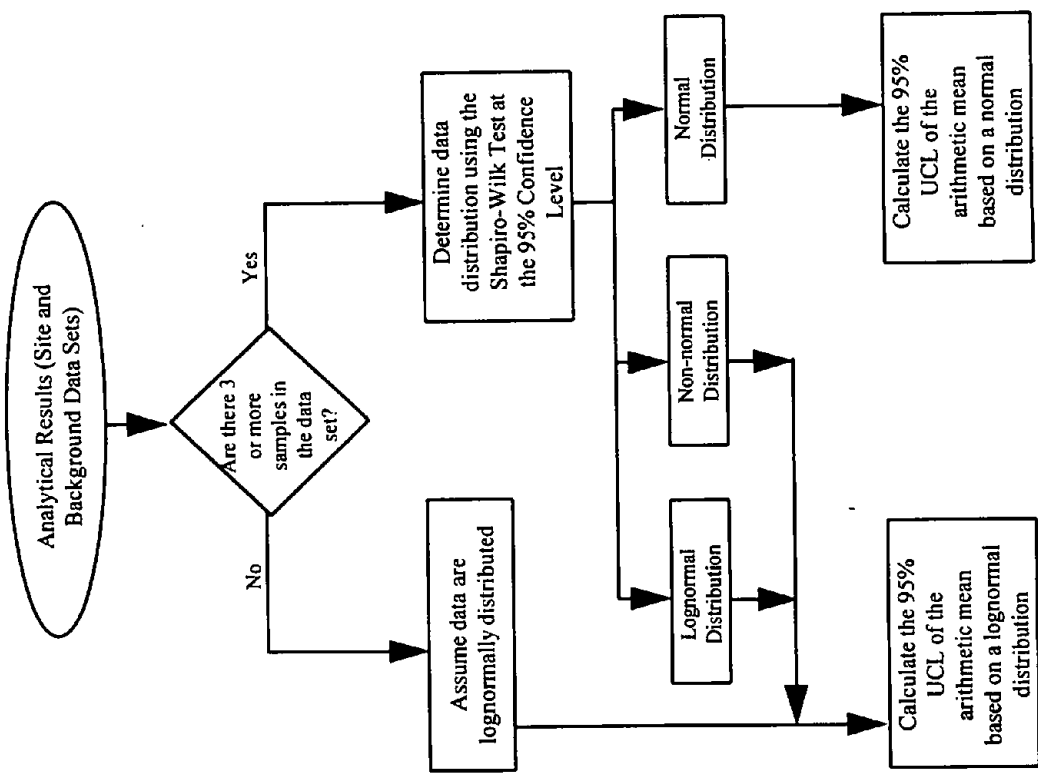 Analytical Results (Site and
Background Data Sets)
Are there 3
or more
samples in
the data
set?
No
Yes
Assume data are
lognormally distributed
Determine data
distribution using the
Shapiro-Wilk Test at
the 95% Confidence
Level
Lognormal
Distribution
Non-normal
Distribution
Normal
Distribution
Calculate the 95%
UCL of the
arithmetic mean
based on a lognormal
distribution
Calculate the 95%
UCL of the
arithmetic mean
based on a normal
distribution